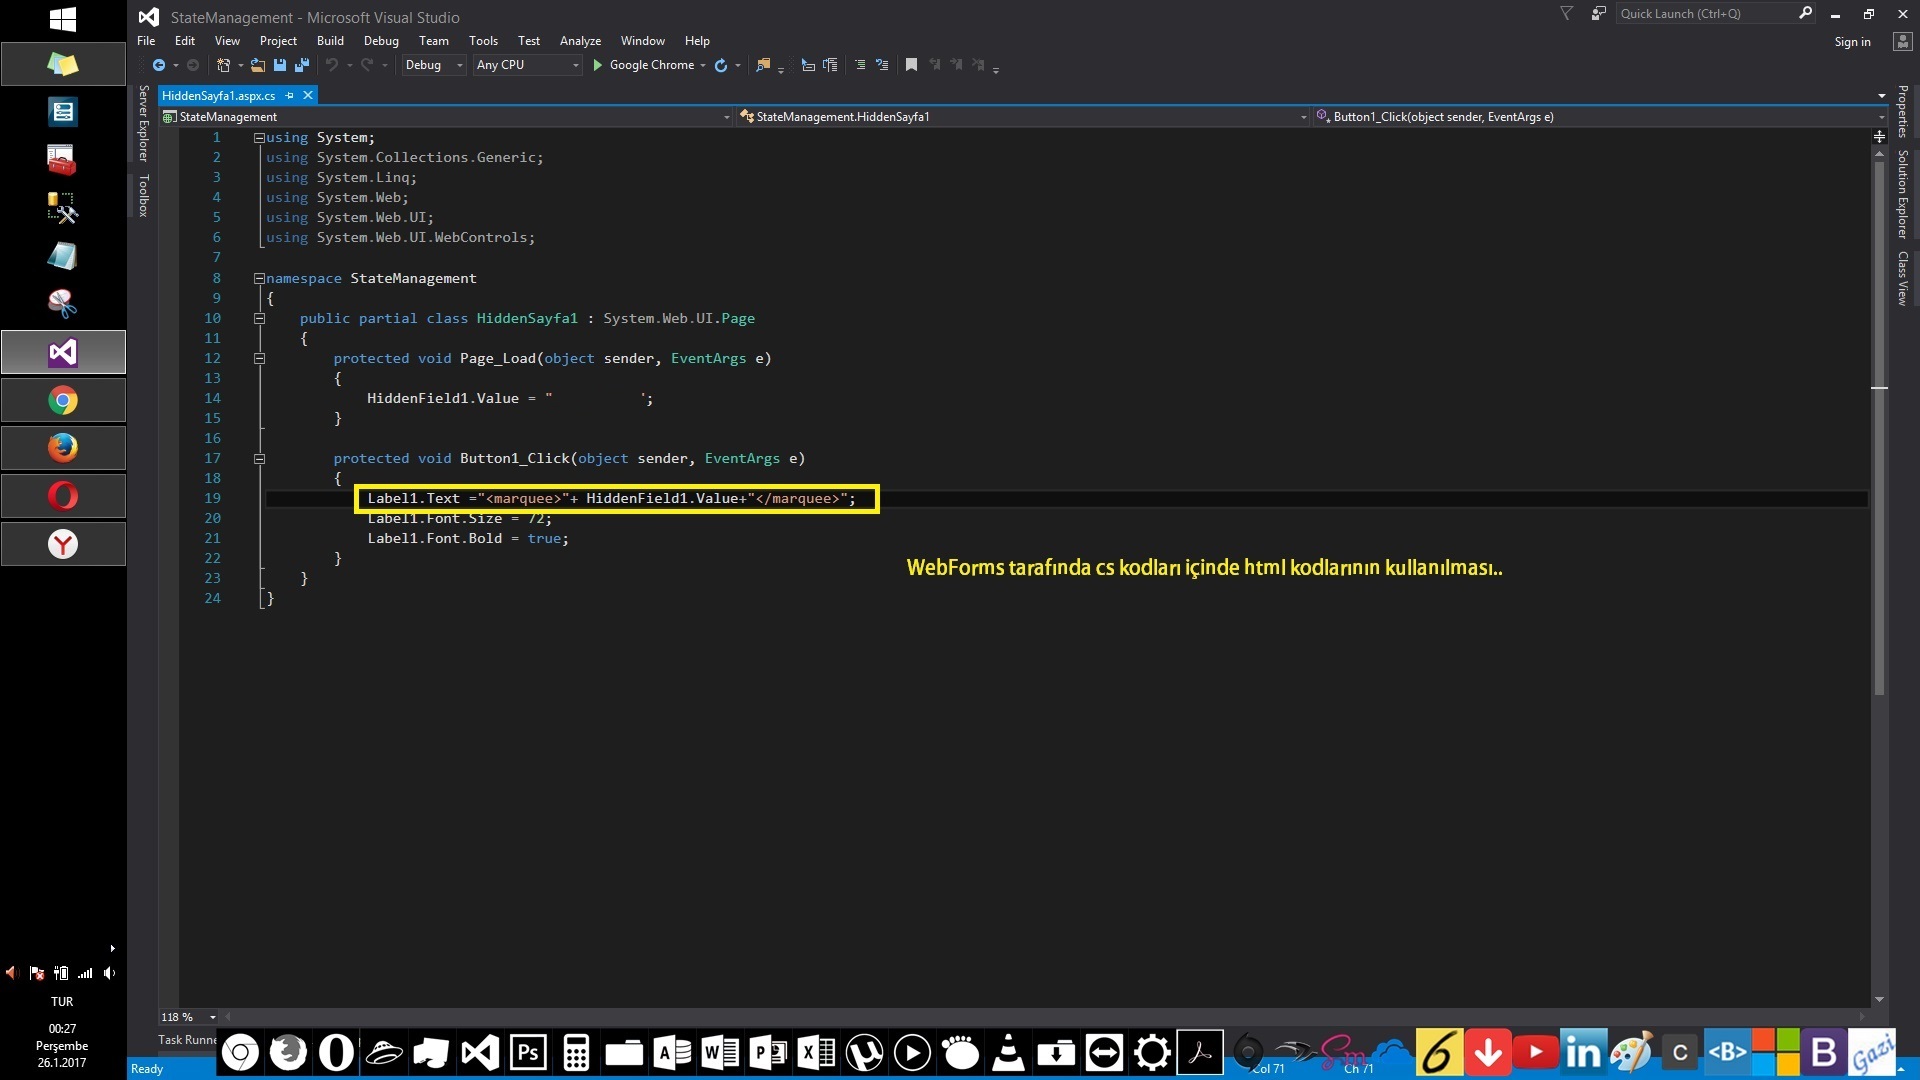 StateManagement - Microsoft Visual Studio
Quick Launch (Ctrl+Q)
File Edit View Project Build Debug Team Tools Test Analyze Window Help
Sign in
Debug Any CPU Google Chrome
HiddenSayfa1.aspx.cs
StateManagement StateManagement.HiddenSayfa1 Button1_Click(object sender, EventArgs e)
Server Explorer
Toolbox
Properties
Solution Explorer
Class View
1 using System;
2 using System.Collections.Generic;
3 using System.Linq;
4 using System.Web;
5 using System.Web.UI;
6 using System.Web.UI.WebControls;
7
8 namespace StateManagement
9 {
10 public partial class HiddenSayfa1 : System.Web.UI.Page
11 {
12 protected void Page_Load(object sender, EventArgs e)
13 {
14 HiddenField1.Value = " ';
15 }
16
17 protected void Button1_Click(object sender, EventArgs e)
18 {
19 Label1.Text ="<marquee>"+ HiddenField1.Value+"</marquee>";
20 Label1.Font.Size = 72;
21 Label1.Font.Bold = true;
22 }
23 }
24 }
WebForms tarafında cs kodları içinde html kodlarının kullanılması..
118 %
TUR
00:27
Perşembe
26.1.2017
Task Runne
Ps
Sm
6
in
C
<B>
B
Gazi
Ready
Col 71
Ch 71